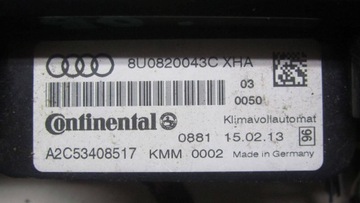 8U0820043C XHA
03
0050
Continental
Klimavollautomat
0881 15.02.13
96
A2C53408517 KMM 0002 Made in Germany